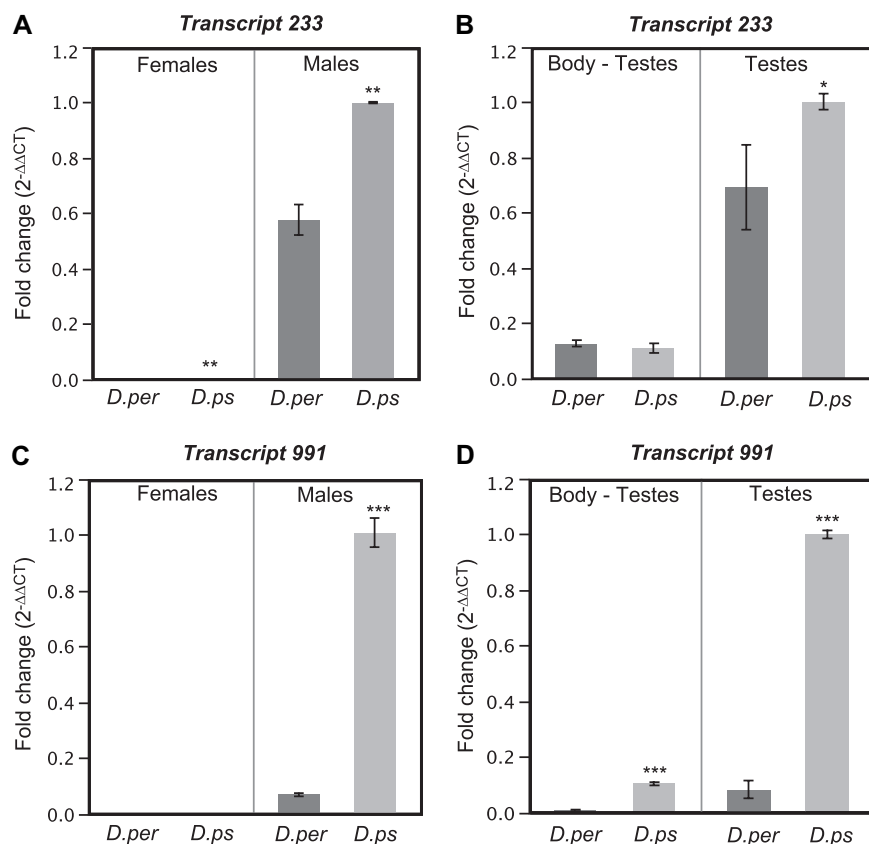 A
Transcript 233
Females
Males
Fold change (2-ΔΔCT)
1.2
1.0
0.8
0.6
0.4
0.2
0.0
**
**
D.per
D.ps
D.per
D.ps
B
Transcript 233
Body - Testes
Testes
Fold change (2-ΔΔCT)
1.2
1.0
0.8
0.6
0.4
0.2
0.0
*
D.per
D.ps
D.per
D.ps
C
Transcript 991
Females
Males
Fold change (2-ΔΔCT)
1.2
1.0
0.8
0.6
0.4
0.2
0.0
***
D.per
D.ps
D.per
D.ps
D
Transcript 991
Body - Testes
Testes
Fold change (2-ΔΔCT)
1.2
1.0
0.8
0.6
0.4
0.2
0.0
***
***
D.per
D.ps
D.per
D.ps